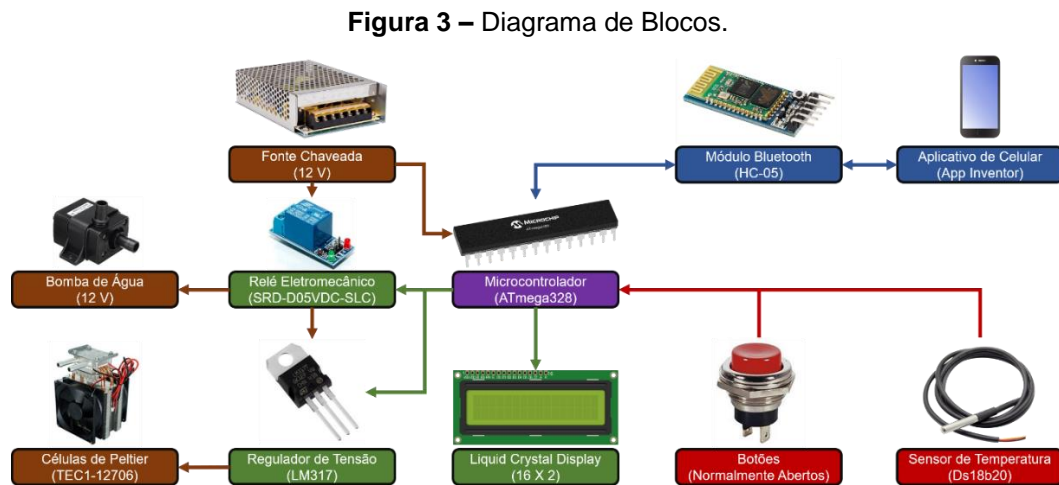 Figura 3 – Diagrama de Blocos.
Fonte Chaveada
(12 V)
Módulo Bluetooth
(HC-05)
Aplicativo de Celular
(App Inventor)
MICROCHIP
Bomba de Água
(12 V)
Relé Eletromecânico
(SRD-D05VDC-SLC)
Microcontrolador
(ATmega328)
Células de Peltier
(TEC1-12706)
Regulador de Tensão
(LM317)
Liquid Crystal Display
(16 X 2)
Botões
(Normalmente Abertos)
Sensor de Temperatura
(Ds18b20)